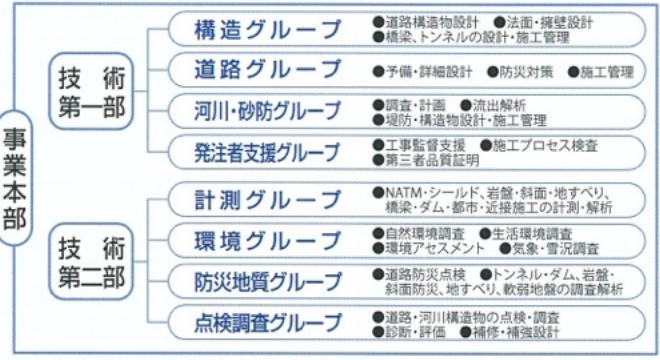 事業本部
技術
第一部
構造グループ
●道路構造物設計 ●法面・擁壁設計
●橋梁、トンネルの設計・施工管理
道路グループ
●予備・詳細設計 ●防災対策 ●施工管理
河川・砂防グループ
●調査・計画 ●流出解析
●堤防・構造物設計・施工管理
発注者支援グループ
●工事監督支援 ●施工プロセス検査
●第三者品質証明
技術
第二部
計測グループ
●NATM・シールド、岩盤・斜面・地すべり、
橋梁・ダム・都市・近接施工の計測・解析
環境グループ
●自然環境調査 ●生活環境調査
●環境アセスメント ●気象・雪況調査
防災地質グループ
●道路防災点検 ●トンネル・ダム、岩盤・
斜面防災、地すべり、軟弱地盤の調査解析
点検調査グループ
●道路・河川構造物の点検・調査
●診断・評価 ●補修・補強設計